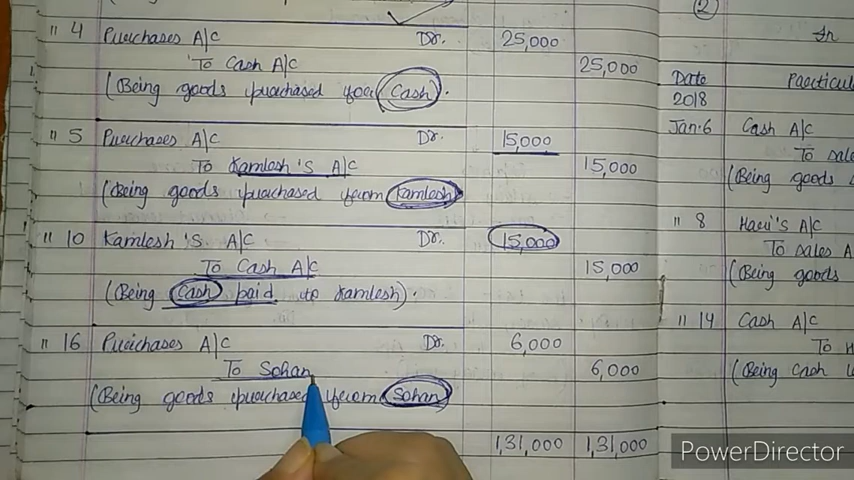 " 4 Purchases A/C Dr. 25,000
To Cash A/C 25,000
(Being goods purchased for Cash).
" 5 Purchases A/C Dr. 15,000
To Kamlesh'S A/C 15,000
(Being goods purchased from Kamlesh)
" 10 Kamlesh'S. A/C Dr. 15,000
To Cash A/C 15,000
(Being Cash paid to Kamlesh).
" 16 Purchases A/C Dr. 6,000
To Sohan 6,000
(Being goods purchased from Sohan)
1,31,000 1,31,000
2
In
Date Particul
2018
Jan.6 Cash A/C
To sale
(Being goods
" 8 Hari's A/C
To sales A
(Being goods
" 14 Cash A/C
To H
(Being Cash
PowerDirector